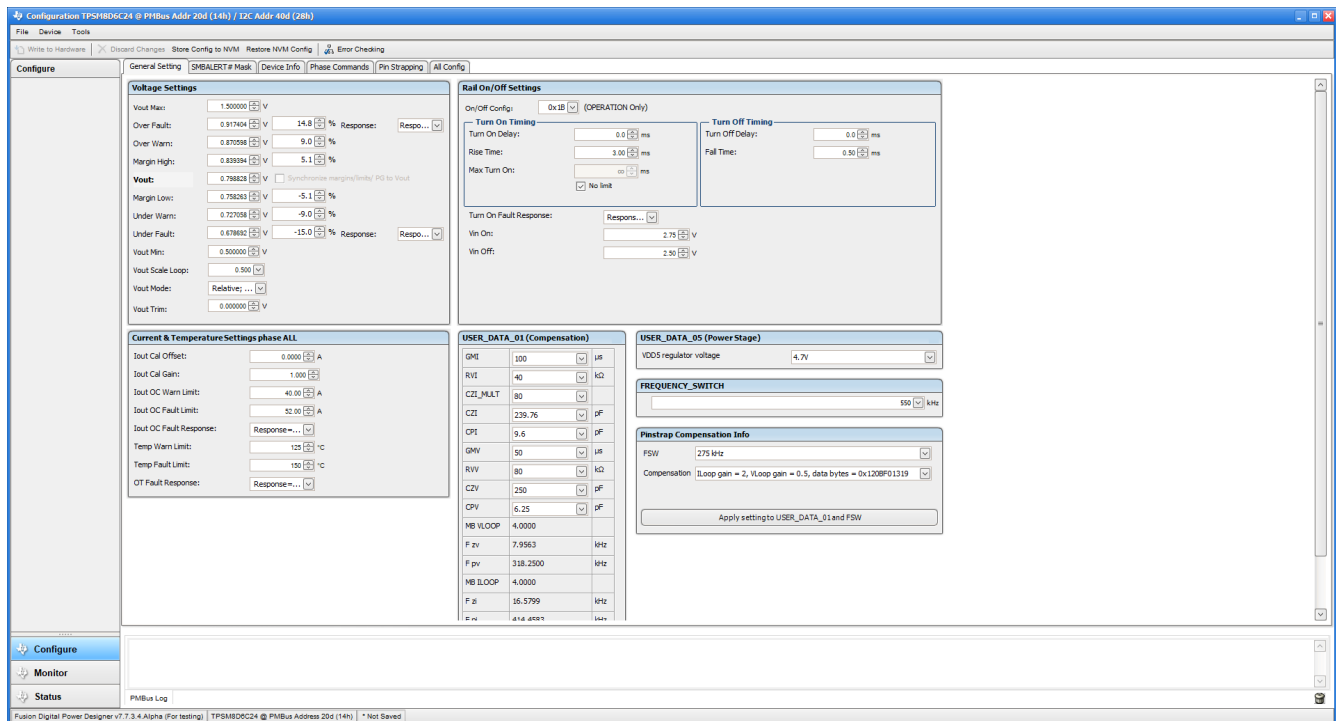 Configuration TPSM8D6C24 @ PMBus Addr 20d (14h) / I2C Addr 40d (28h)
File Device Tools
Write to Hardware Discard Changes Store Config to NVM Restore NVM Config Error Checking
Configure
General Setting SMBALERT# Mask Device Info Phase Commands Pin Strapping All Config
Voltage Settings
Vout Max: 1.500000 V
Over Fault: 0.917404 V 14.8 % Response: Respo...
Over Warn: 0.870598 V 9.0 %
Margin High: 0.839394 V 5.1 %
Vout: 0.798828 V Synchronize margins/limits/ PG to Vout
Margin Low: 0.758263 V -5.1 %
Under Warn: 0.727058 V -9.0 %
Under Fault: 0.678692 V -15.0 % Response: Respo...
Vout Min: 0.500000 V
Vout Scale Loop: 0.500
Vout Mode: Relative; ...
Vout Trim: 0.000000 V
Rail On/Off Settings
On/Off Config: 0x1B (OPERATION Only)
Turn On Timing
Turn On Delay: 0.0 ms
Rise Time: 3.00 ms
Max Turn On: ∞ ms
No limit
Turn Off Timing
Turn Off Delay: 0.0 ms
Fall Time: 0.50 ms
Turn On Fault Response: Respons...
Vin On: 2.75 V
Vin Off: 2.50 V
Current & Temperature Settings phase ALL
Iout Cal Offset: 0.0000 A
Iout Cal Gain: 1.000
Iout OC Warn Limit: 40.00 A
Iout OC Fault Limit: 52.00 A
Iout OC Fault Response: Response=...
Temp Warn Limit: 125 °C
Temp Fault Limit: 150 °C
OT Fault Response: Response=...
USER_DATA_01 (Compensation)
GMI 100 µs
RVI 40 kΩ
CZI_MULT 80
CZI 239.76 pF
CPI 9.6 pF
GMV 50 µs
RVV 80 kΩ
CZV 250 pF
CPV 6.25 pF
MB VLOOP 4.0000
F zv 7.9563 kHz
F pv 318.2500 kHz
MB ILOOP 4.0000
F zi 16.5799 kHz
F pi 414.4583 kHz
USER_DATA_05 (Power Stage)
VDD5 regulator voltage 4.7V
FREQUENCY_SWITCH
550 kHz
Pinstrap Compensation Info
FSW 275 kHz
Compensation ILoop gain = 2, VLoop gain = 0.5, data bytes = 0x120BF01319
Apply setting to USER_DATA_01 and FSW
Configure
Monitor
Status
PMBus Log
Fusion Digital Power Designer v7.7.3.4.Alpha (For testing) TPSM8D6C24 @ PMBus Address 20d (14h) * Not Saved